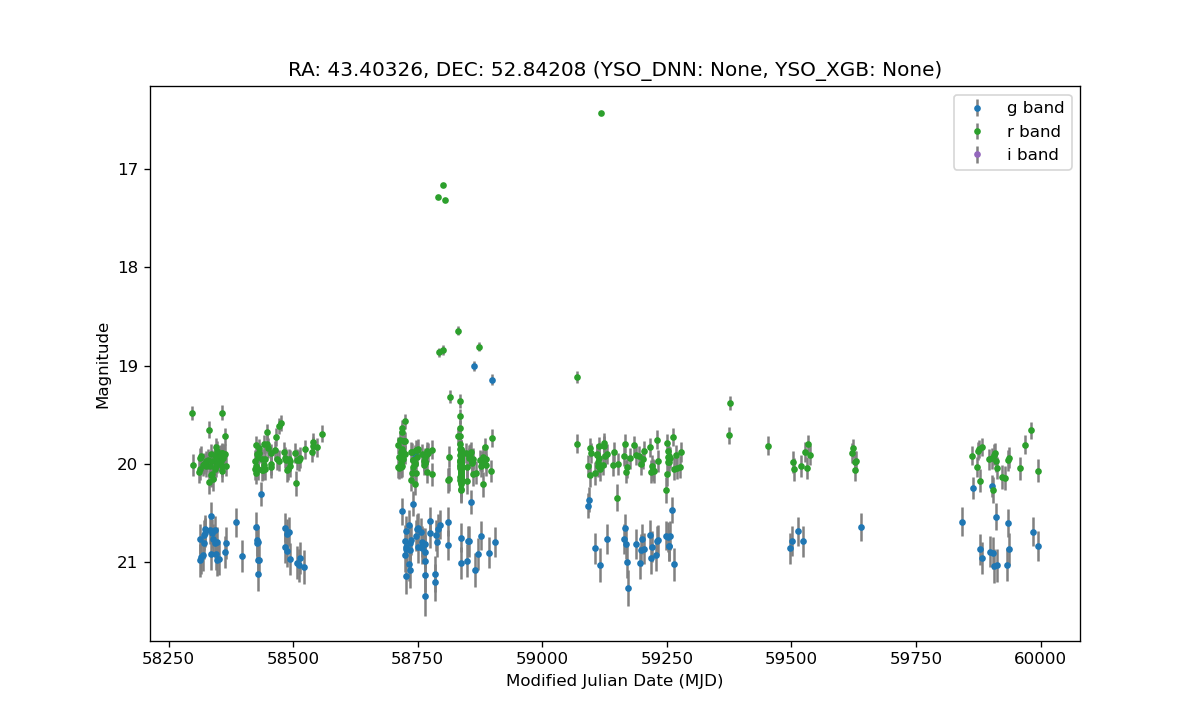 RA: 43.40326, DEC: 52.84208 (YSO_DNN: None, YSO_XGB: None)
g band
r band
i band
17
18
19
20
21
Magnitude
58250 58500 58750 59000 59250 59500 59750 60000
Modified Julian Date (MJD)